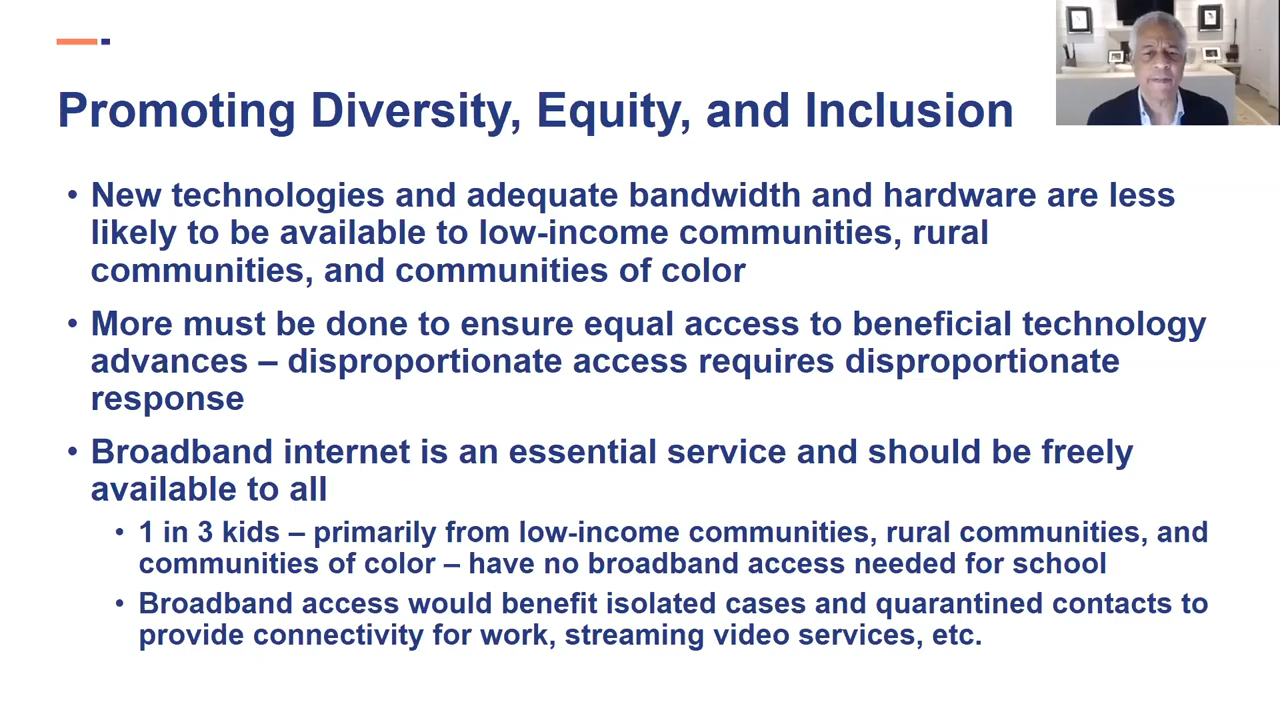 Promoting Diversity, Equity, and Inclusion
• New technologies and adequate bandwidth and hardware are less
likely to be available to low-income communities, rural
communities, and communities of color
• More must be done to ensure equal access to beneficial technology
advances – disproportionate access requires disproportionate
response
• Broadband internet is an essential service and should be freely
available to all
• 1 in 3 kids – primarily from low-income communities, rural communities, and
communities of color – have no broadband access needed for school
• Broadband access would benefit isolated cases and quarantined contacts to
provide connectivity for work, streaming video services, etc.